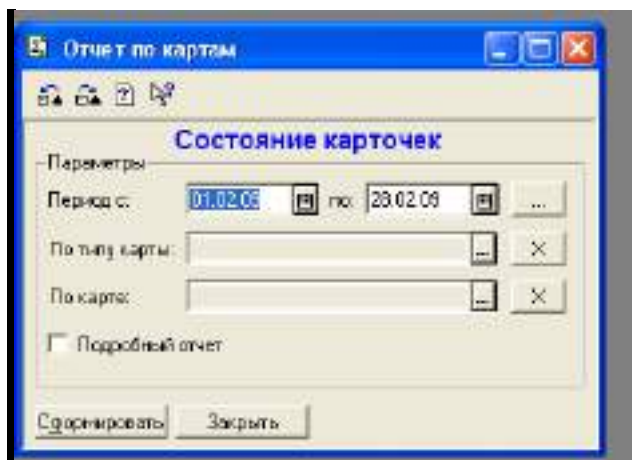 Отчет по картам
Состояние карточек
Параметры
Период с: 01.02.09 по: 28.02.09 ...
По типу карты: ... X
По карте: ... X
Подробный отчет
Сформировать Закрыть